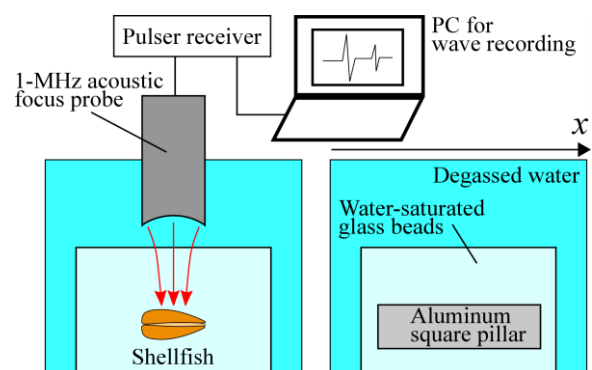 Pulser receiver
PC for
wave recording
1-MHz acoustic
focus probe
x
Degassed water
Water-saturated
glass beads
Aluminum
square pillar
Shellfish